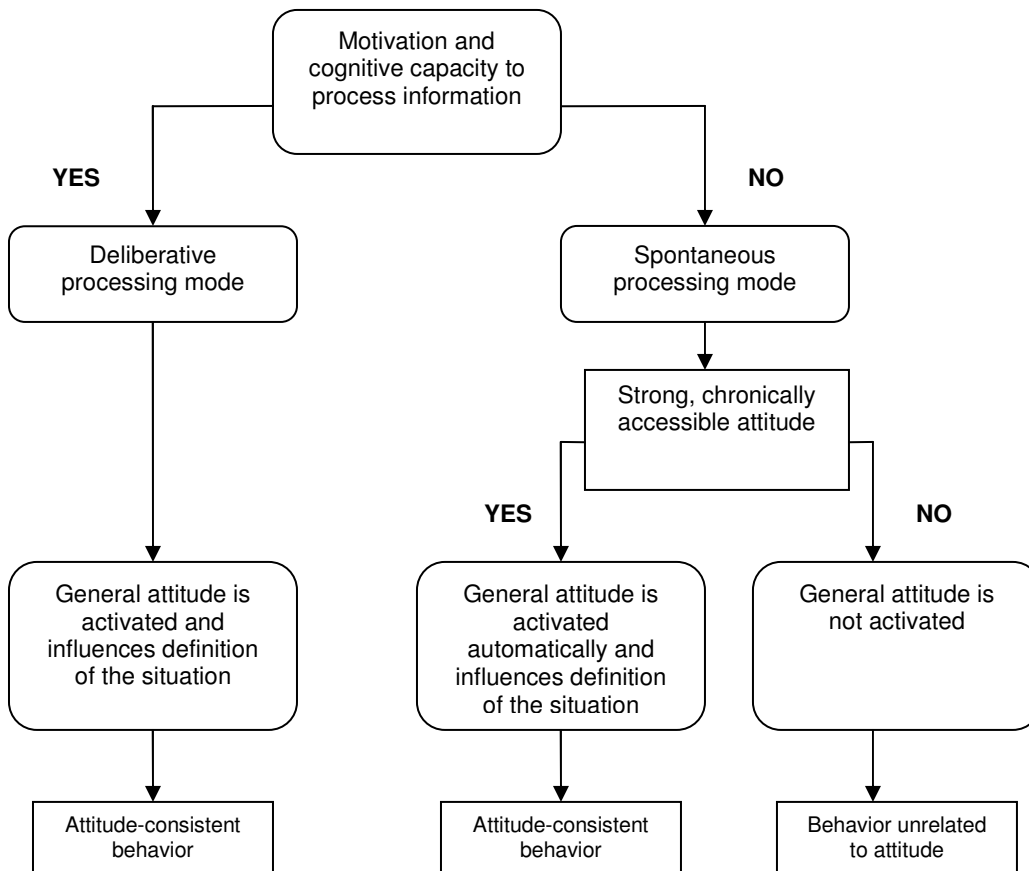 Motivation and
cognitive capacity to
process information
YES
NO
Deliberative
processing mode
Spontaneous
processing mode
Strong, chronically
accessible attitude
YES
NO
General attitude is
activated and
influences definition
of the situation
General attitude is
activated
automatically and
influences definition
of the situation
General attitude is
not activated
Attitude-consistent
behavior
Attitude-consistent
behavior
Behavior unrelated
to attitude